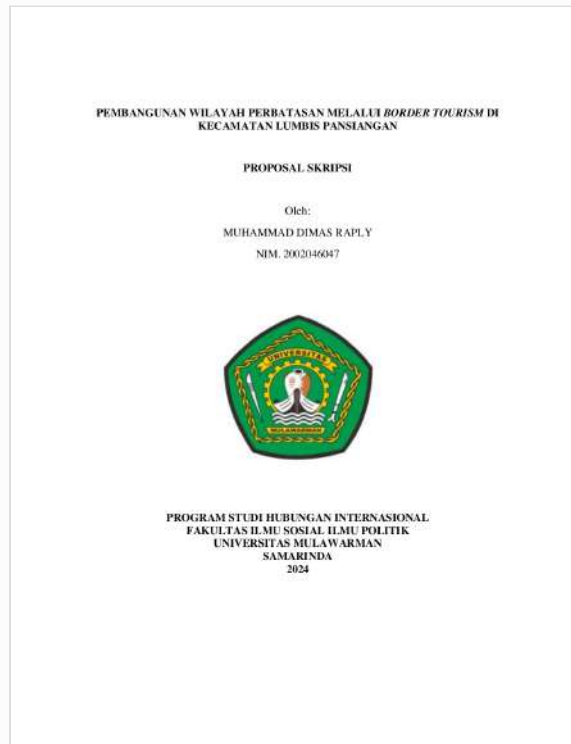 PEMBANGUNAN WILAYAH PERBATASAN MELALUI BORDER TOURISM DI
KECAMATAN LUMBIS PANSIANGAN
PROPOSAL SKRIPSI
Oleh:
MUHAMMAD DIMAS RAPLY
NIM. 2002046047
UNIVERSITAS
MULAWARMAN
PROGRAM STUDI HUBUNGAN INTERNASIONAL
FAKULTAS ILMU SOSIAL ILMU POLITIK
UNIVERSITAS MULAWARMAN
SAMARINDA
2024